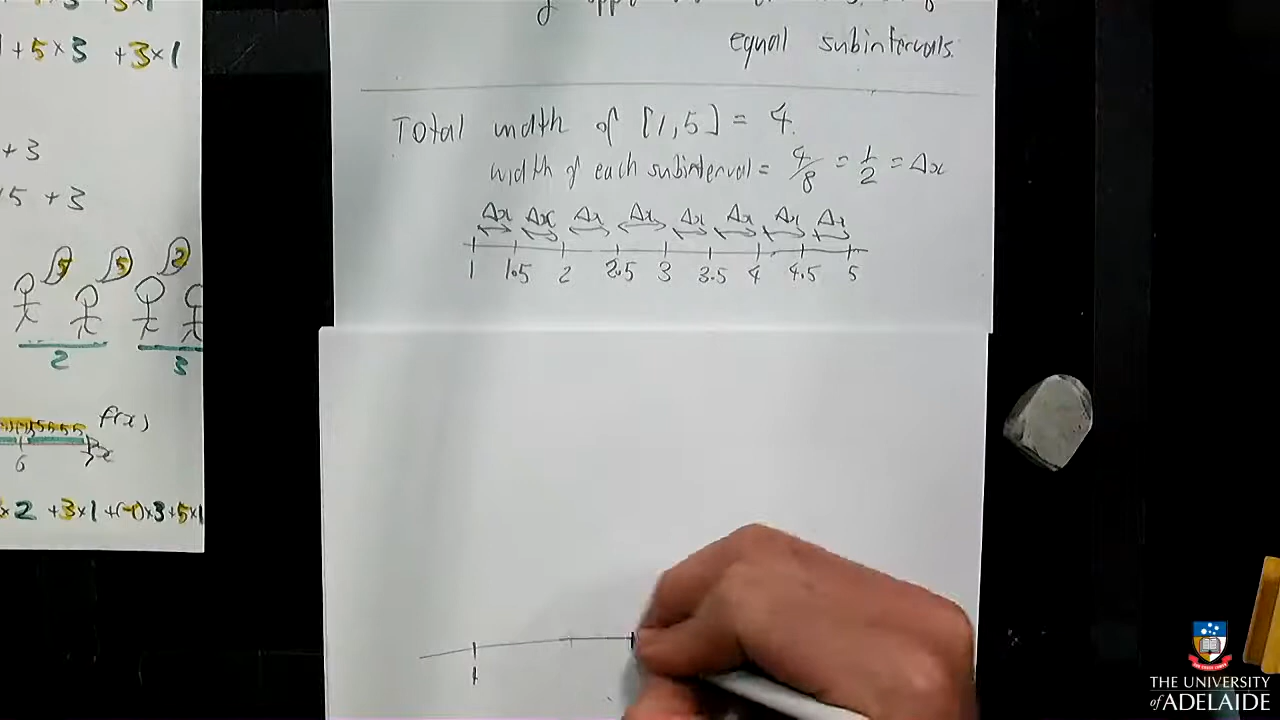 +5×3 +3×1
equal subintervals.
Total width of [1,5] = 4.
width of each subinterval = 4/8 = 1/2 = Δx
+3
15 +3
Δx Δx Δx Δx Δx Δx Δx Δx
1 1.5 2 2.5 3 3.5 4 4.5 5
5 2
2 3
f(x)
6 x
×2 +3×1 +(-1)×3+5×1
1
THE UNIVERSITY
of ADELAIDE